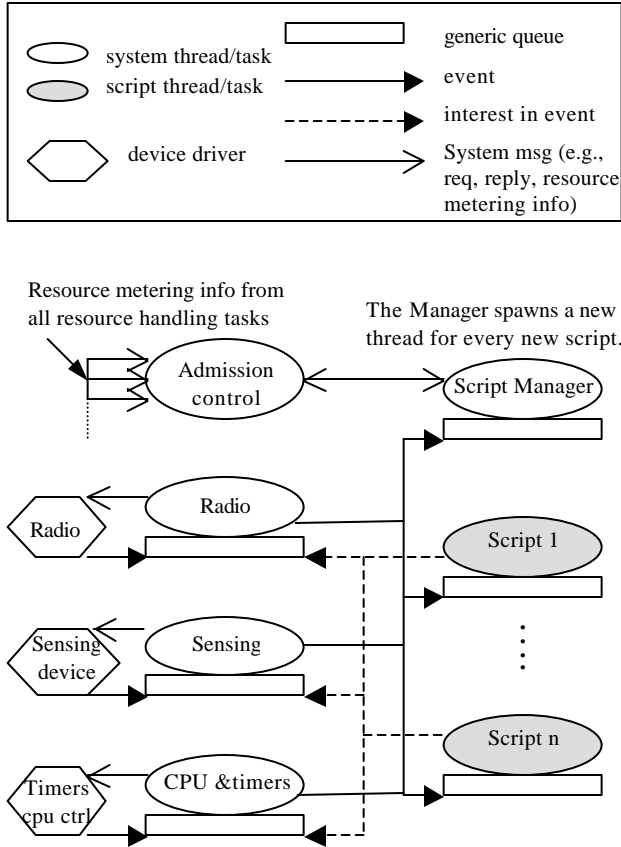 system thread/task
script thread/task
device driver
generic queue
event
interest in event
System msg (e.g.,
req, reply, resource
metering info)
Resource metering info from
all resource handling tasks
The Manager spawns a new
thread for every new script.
Admission
control
Script Manager
Radio
Radio
Script 1
Sensing
device
Sensing
Script n
Timers
cpu ctrl
CPU &timers